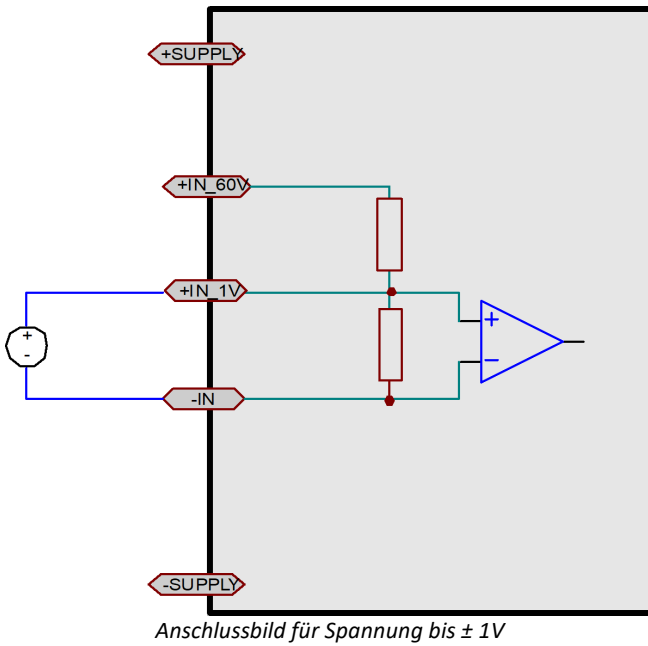 +SUPPLY
+IN_60V
+IN_1V
+
-
+
−
-IN
-SUPPLY
Anschlussbild für Spannung bis ± 1V